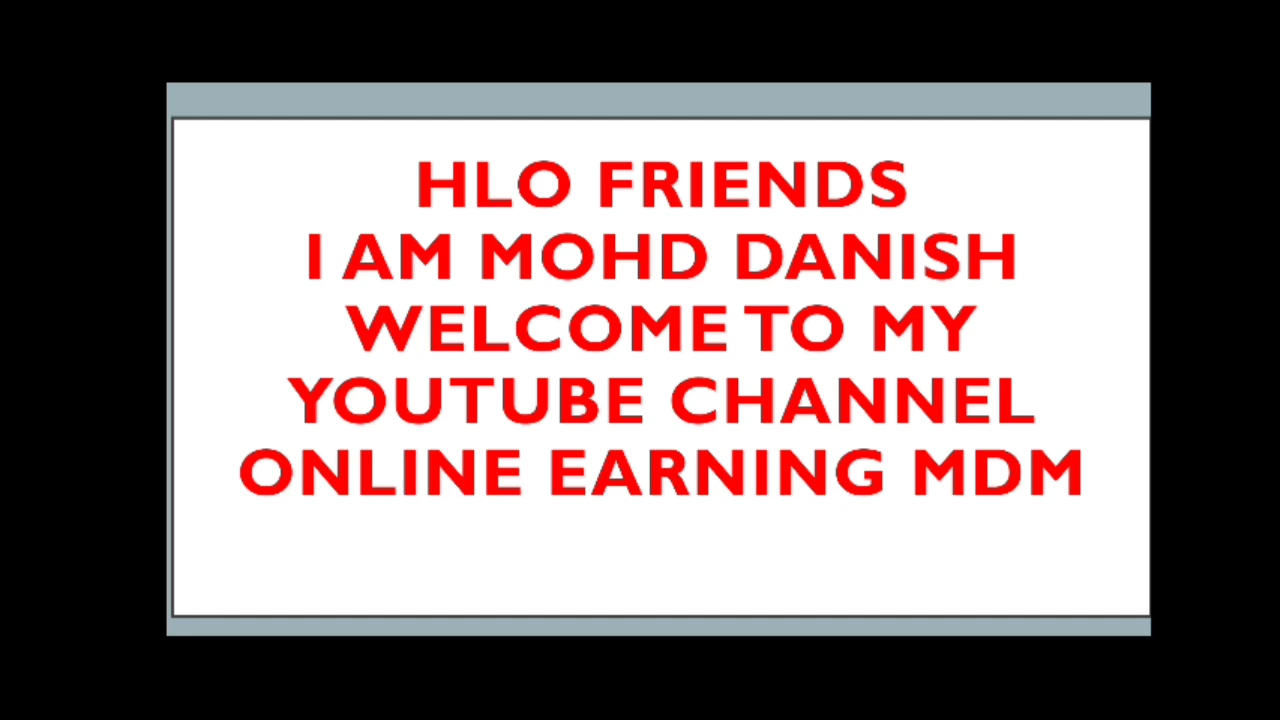 HLO FRIENDS
I AM MOHD DANISH
WELCOME TO MY
YOUTUBE CHANNEL
ONLINE EARNING MDM